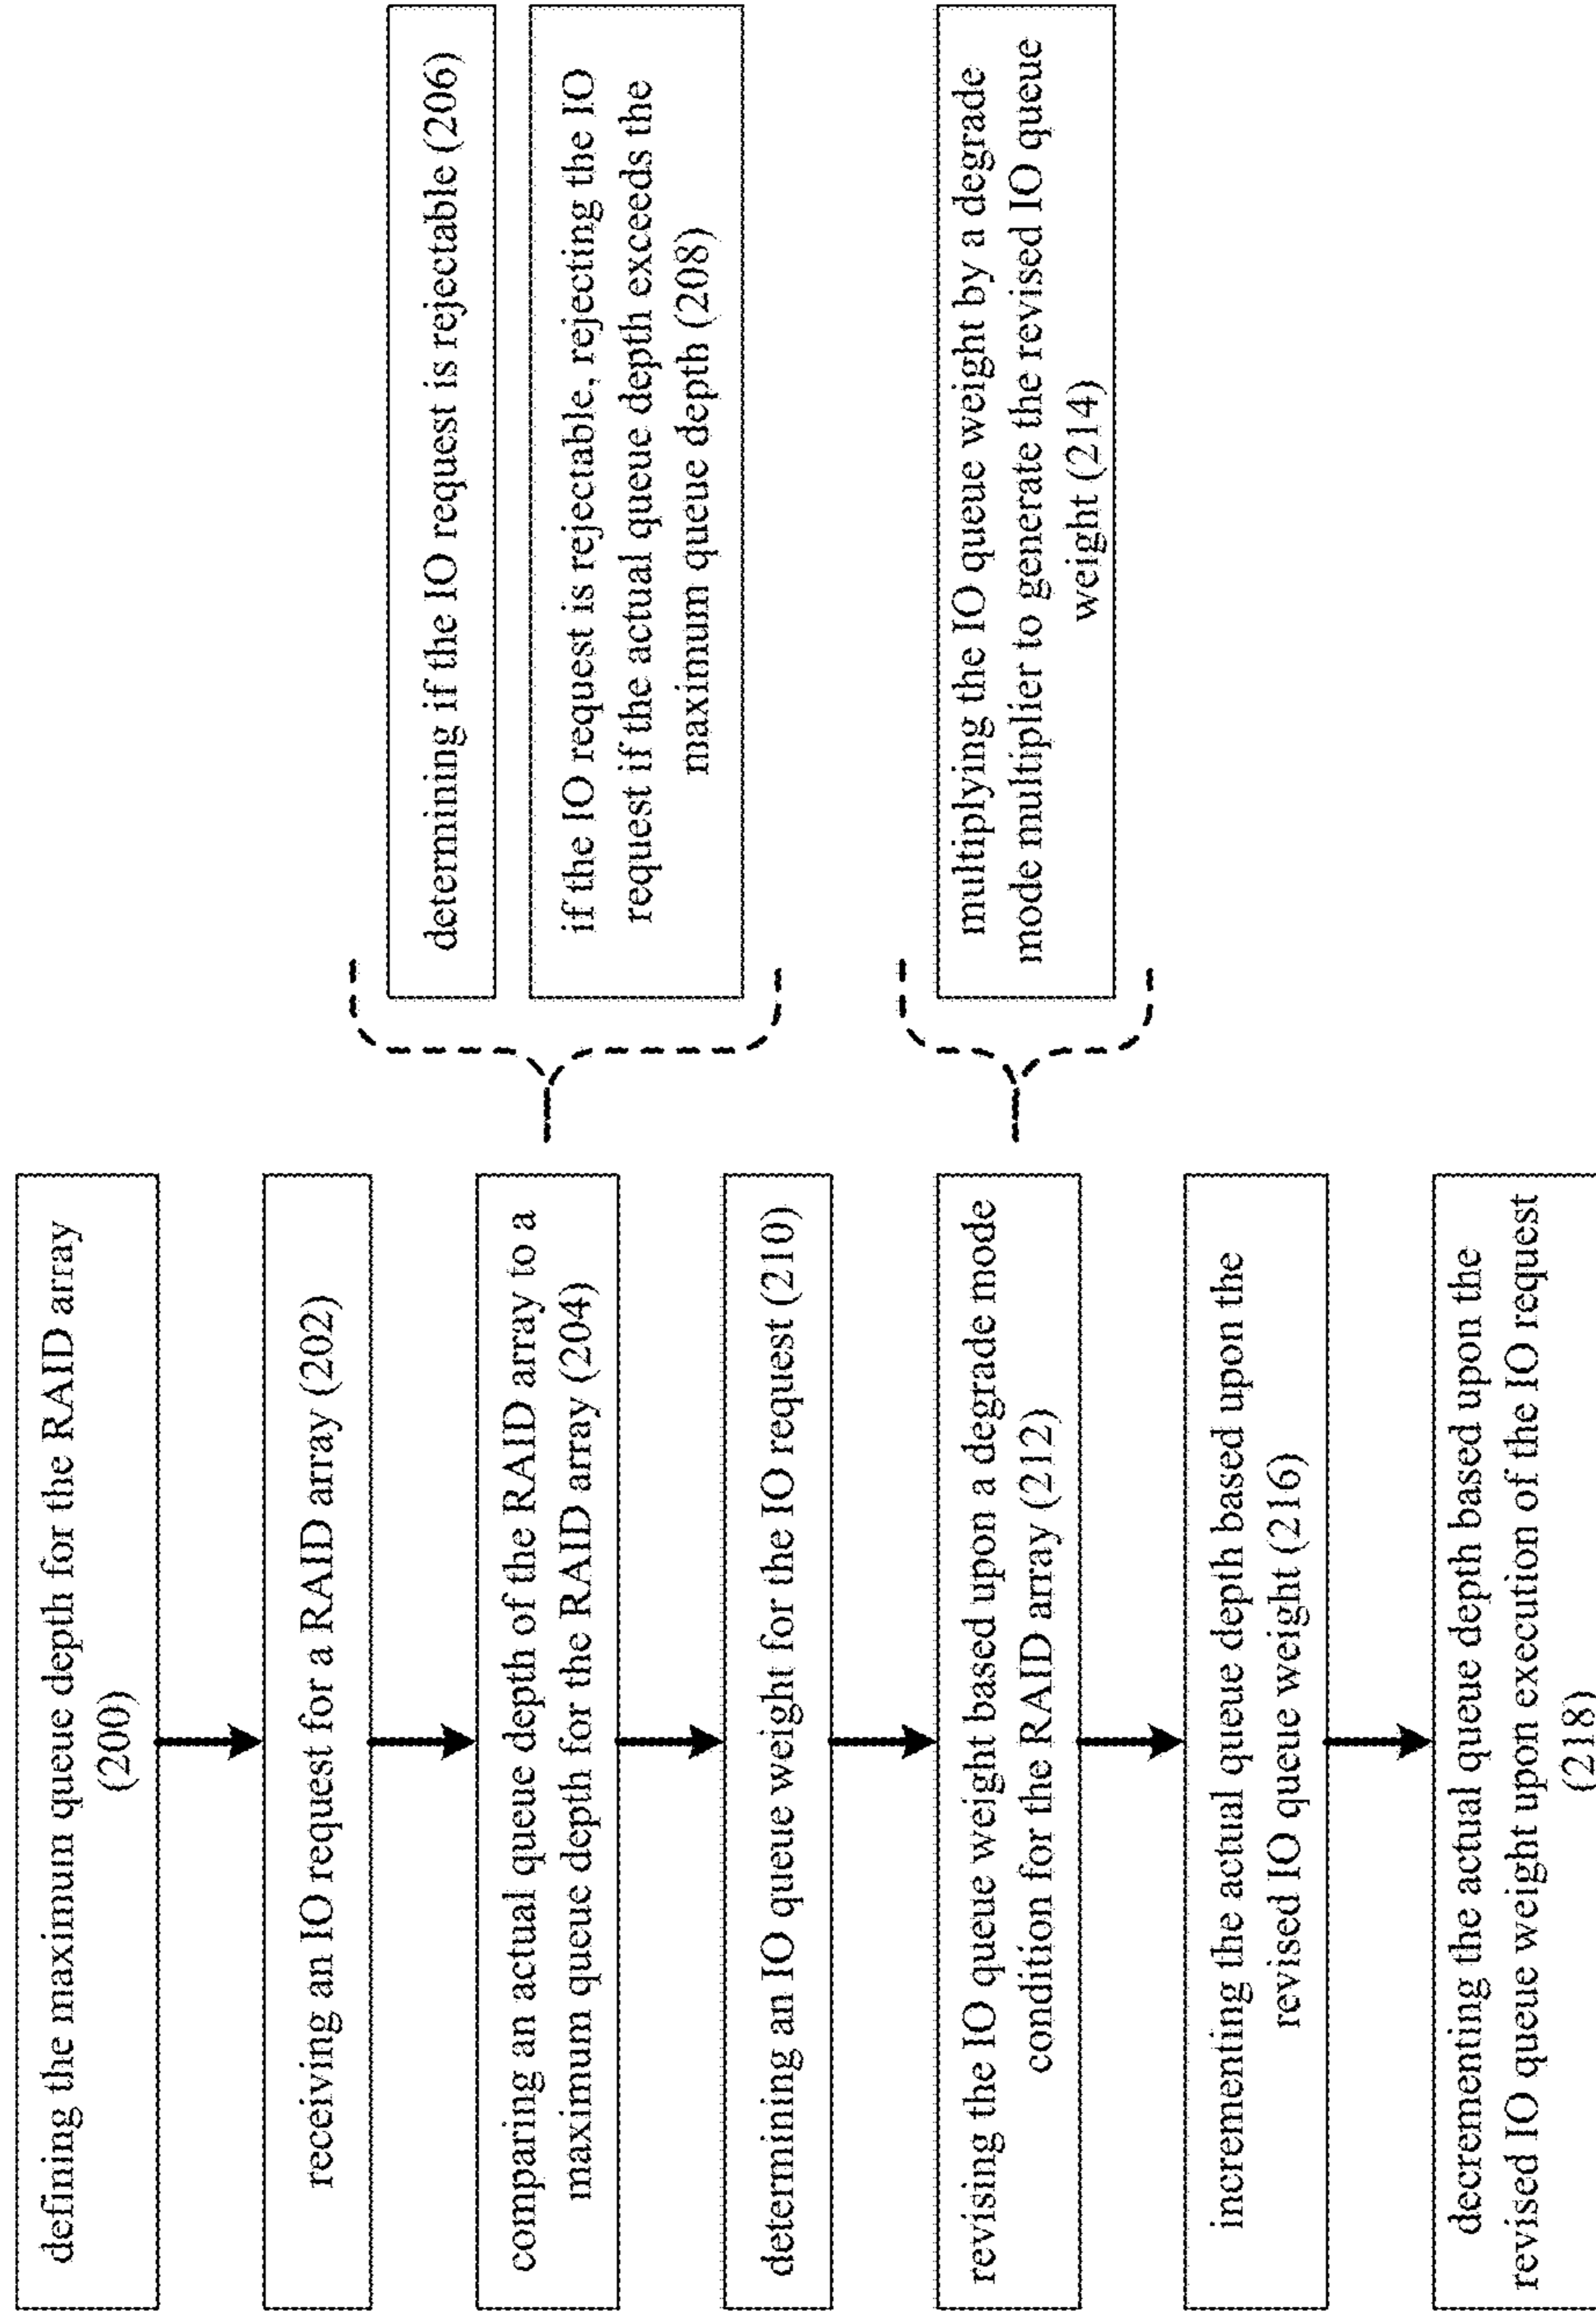 defining the maximum queue depth for the RAID array
(200)
receiving an IO request for a RAID array (202)
comparing an actual queue depth of the RAID array to a
maximum queue depth for the RAID array (204)
determining if the IO request is rejectable (206)
if the IO request is rejectable, rejecting the IO
request if the actual queue depth exceeds the
maximum queue depth (208)
determining an IO queue weight for the IO request (210)
revising the IO queue weight based upon a degrade mode
condition for the RAID array (212)
multiplying the IO queue weight by a degrade
mode multiplier to generate the revised IO queue
weight (214)
incrementing the actual queue depth based upon the
revised IO queue weight (216)
decrementing the actual queue depth based upon the
revised IO queue weight upon execution of the IO request
(218)